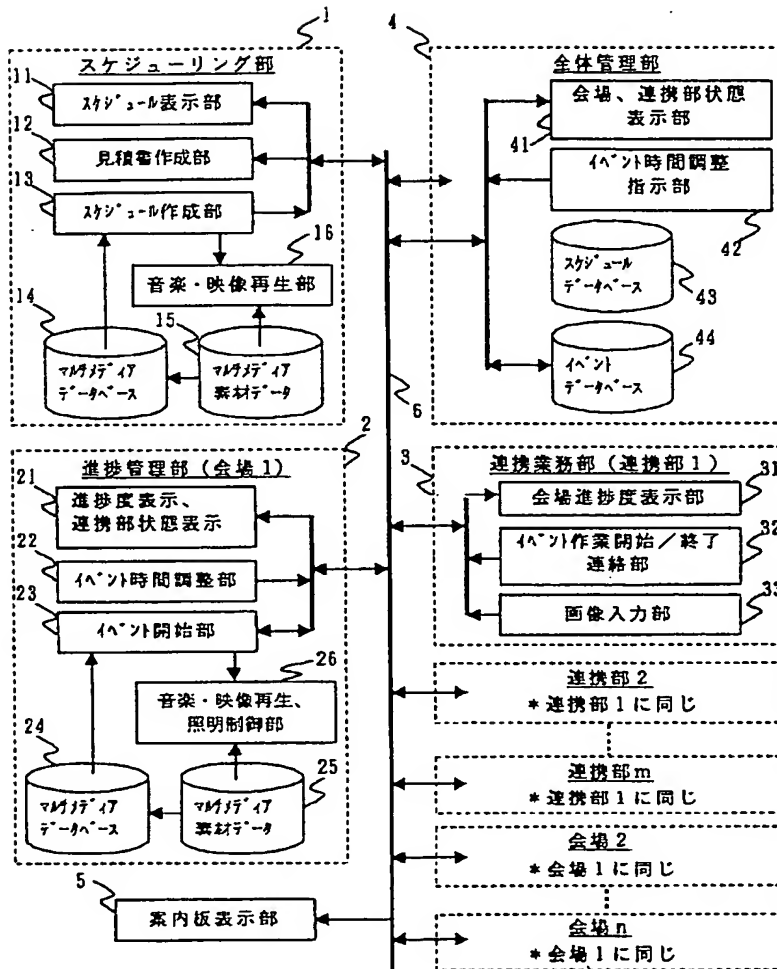 1
スケジューリング部
11
スケジュール表示部
12
見積書作成部
13
スケジュール作成部
16
音楽・映像再生部
14
マルチメディア
データベース
15
マルチメディア
素材データ
4
全体管理部
会場、連携部状態
表示部
41
イベント時間調整
指示部
42
スケジュール
データベース
43
イベント
データベース
44
6
2
進捗管理部(会場1)
21
進捗度表示、
連携部状態表示
22
イベント時間調整部
23
イベント開始部
26
音楽・映像再生、
照明制御部
24
マルチメディア
データベース
25
マルチメディア
素材データ
3
連携業務部(連携部1)
31
会場進捗度表示部
32
イベント作業開始/終了
連絡部
33
画像入力部
連携部2
*連携部1に同じ
連携部m
*連携部1に同じ
会場2
*会場1に同じ
会場n
*会場1に同じ
5
案内板表示部